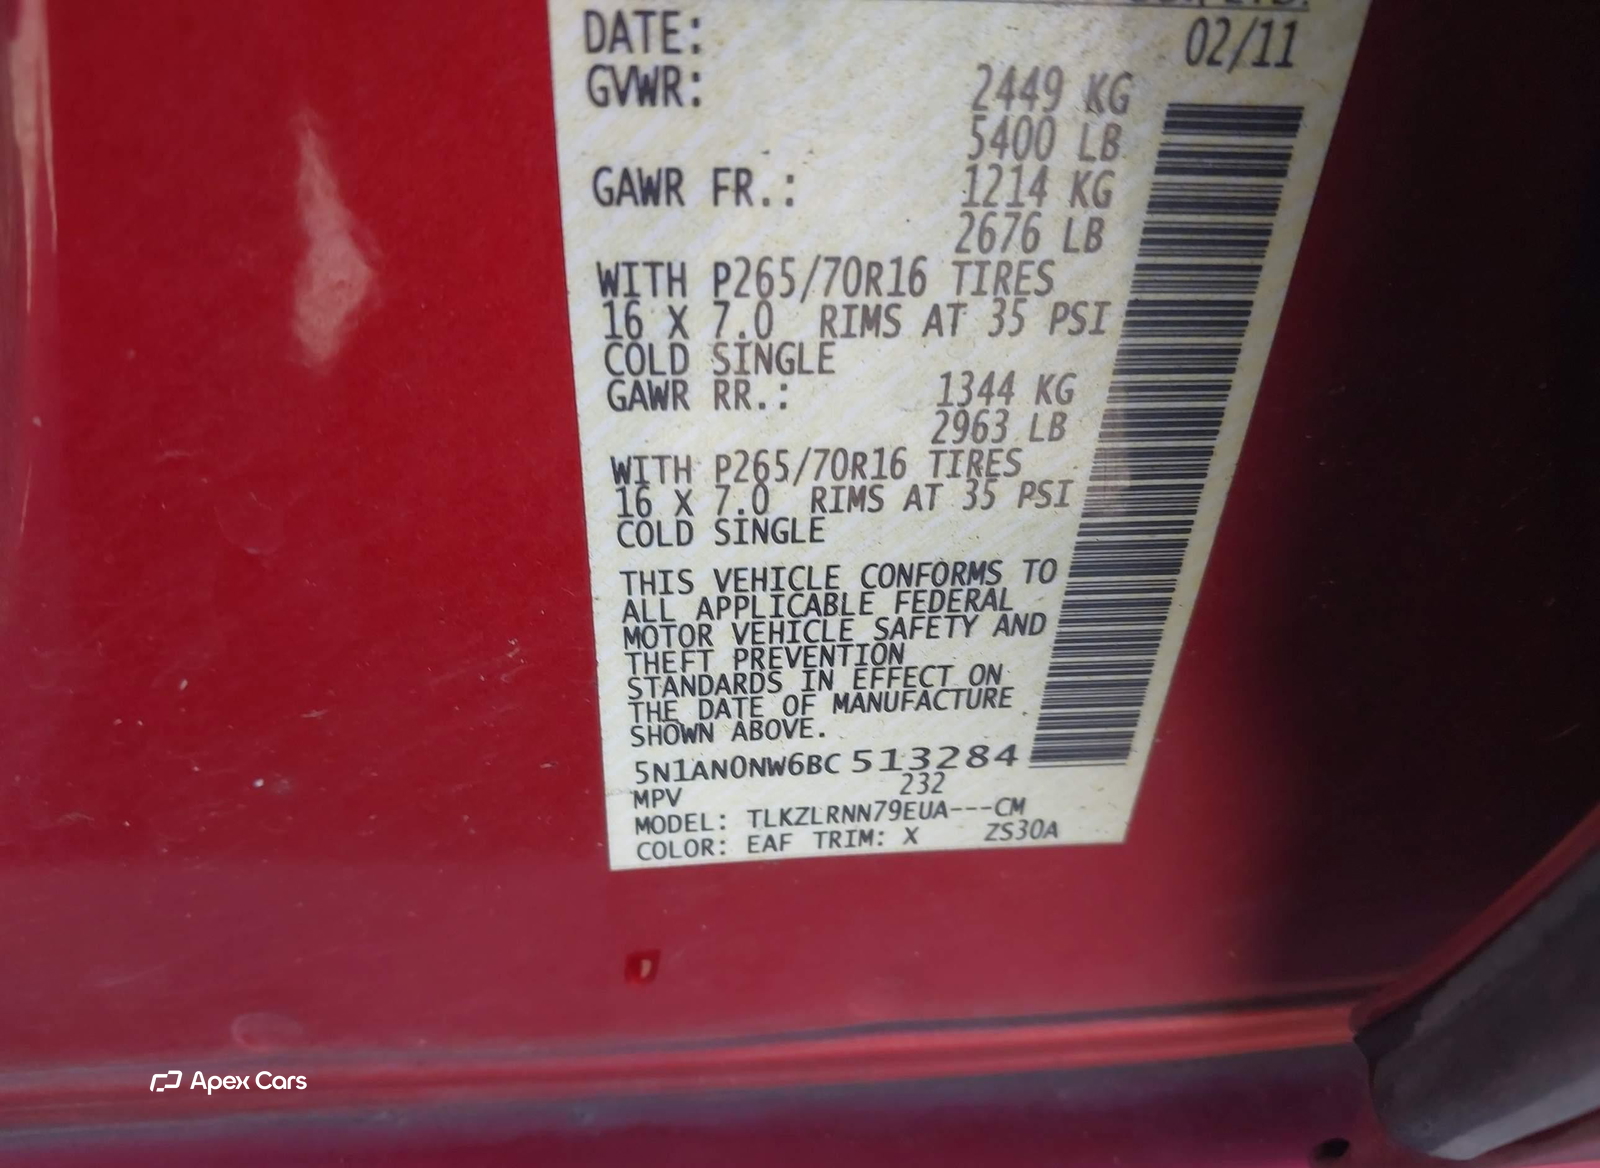 DATE: 02/11
GVWR: 2449 KG
5400 LB
GAWR FR.: 1214 KG
2676 LB
WITH P265/70R16 TIRES
16 X 7.0 RIMS AT 35 PSI
COLD SINGLE
GAWR RR.: 1344 KG
2963 LB
WITH P265/70R16 TIRES
16 X 7.0 RIMS AT 35 PSI
COLD SINGLE
THIS VEHICLE CONFORMS TO
ALL APPLICABLE FEDERAL
MOTOR VEHICLE SAFETY AND
THEFT PREVENTION
STANDARDS IN EFFECT ON
THE DATE OF MANUFACTURE
SHOWN ABOVE.
5N1AN0NW6BC 513284
MPV 232
MODEL: TLKZLRNN79EUA---CM
COLOR: EAF TRIM: X ZS30A
Apex Cars